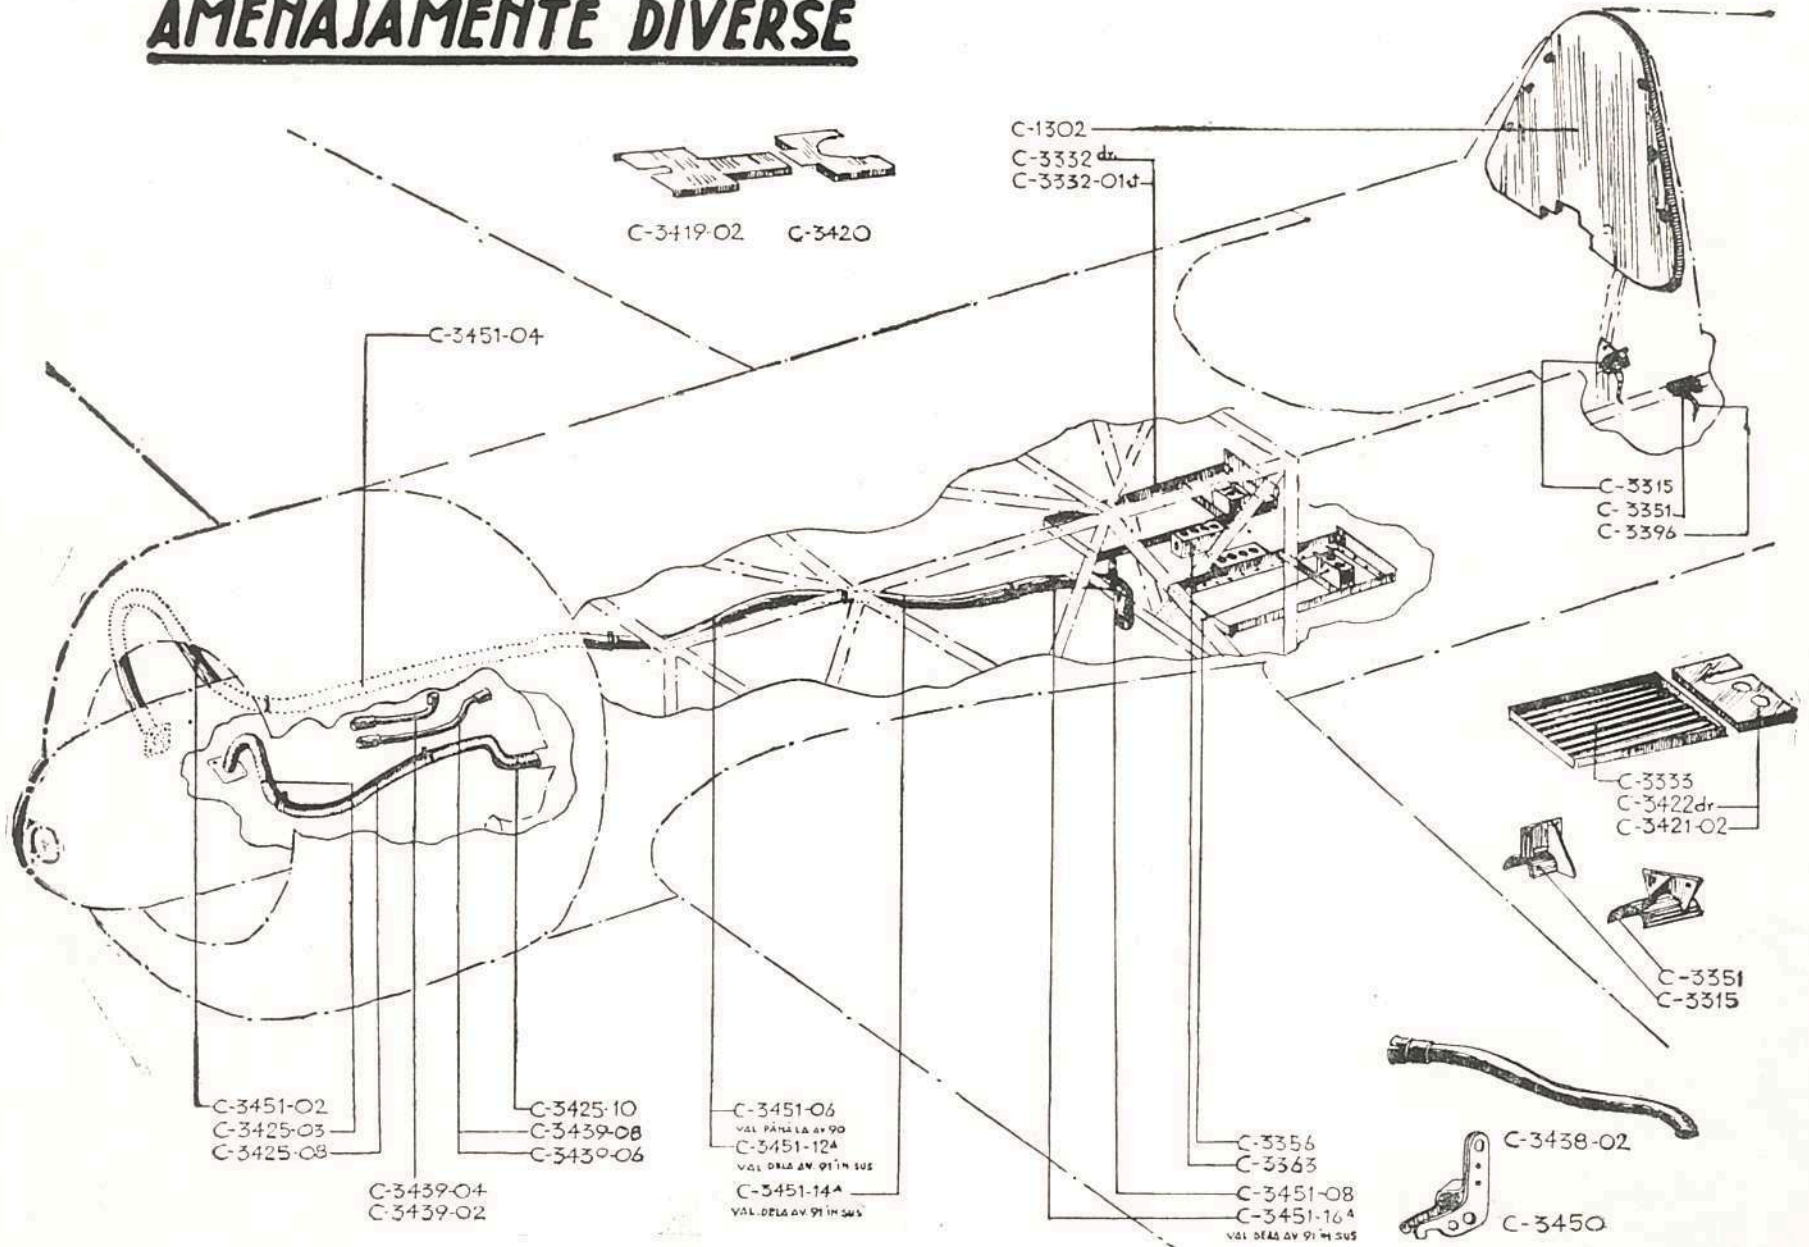 AMENAJAMENTE DIVERSE
C-1302
C-3332 dr.
C-3332-01 st
C-3419-02
C-3420
C-3451-04
C-3315
C-3351
C-3396
C-3333
C-3422dr
C-3421-02
C-3351
C-3315
C-3451-02
C-3425-03
C-3425-08
C-3439-04
C-3439-02
C-3425-10
C-3439-08
C-3439-06
C-3451-06
VAL PÂNĂ LA AV 90
C-3451-12A
VAL DELA AV. 91 ÎN SUS
C-3451-14A
VAL. DELA AV. 91 ÎN SUS
C-3356
C-3363
C-3451-08
C-3451-16A
VAL DELA AV 91 ÎN SUS
C-3438-02
C-3450